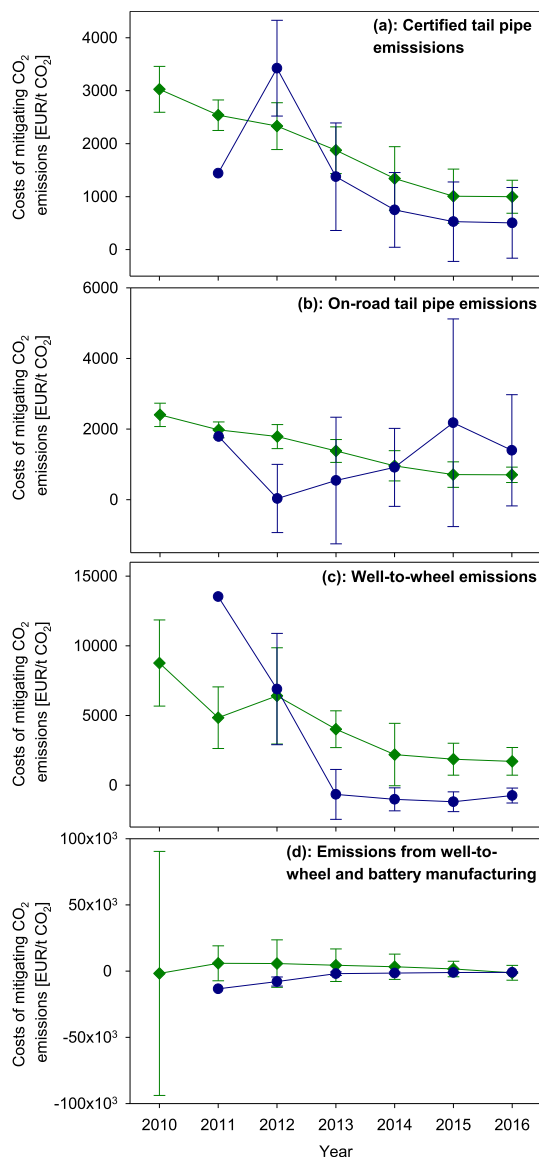 (a): Certified tail pipe
emissisions
Costs of mitigating CO2
emissions [EUR/t CO2]
4000
3000
2000
1000
0
(b): On-road tail pipe emissions
Costs of mitigating CO2
emissions [EUR/t CO2]
6000
4000
2000
0
(c): Well-to-wheel emissions
Costs of mitigating CO2
emissions [EUR/t CO2]
15000
10000
5000
0
(d): Emissions from well-to-
wheel and battery manufacturing
Costs of mitigating CO2
emissions [EUR/t CO2]
100x10³
50x10³
0
-50x10³
-100x10³
2010 2011 2012 2013 2014 2015 2016
Year